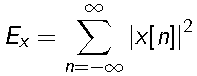 $E_x = \sum_{n=-\infty}^{\infty} |x[n]|^2$